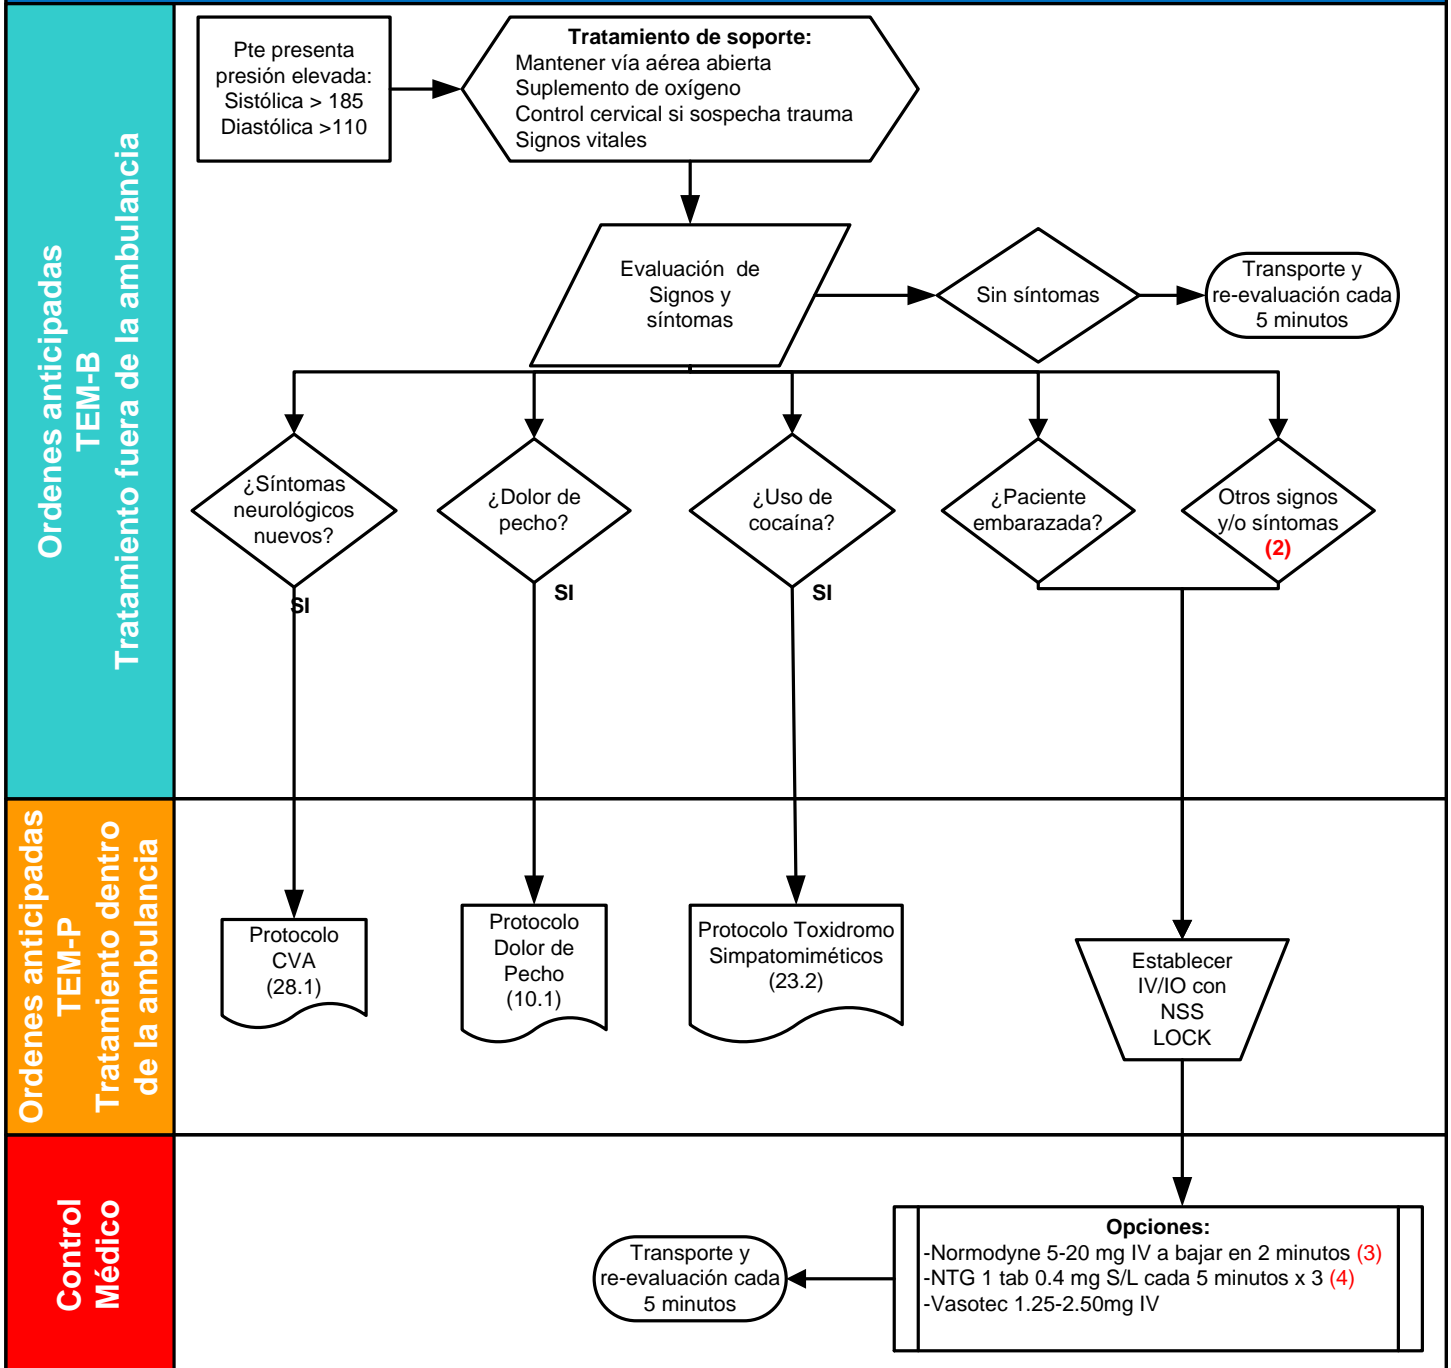 Ordenes anticipadas
TEM-B
Tratamiento fuera de la ambulancia
Pte presenta
presión elevada:
Sistólica > 185
Diastólica >110
Tratamiento de soporte:
Mantener vía aérea abierta
Suplemento de oxígeno
Control cervical si sospecha trauma
Signos vitales
Evaluación de
Signos y
síntomas
Sin síntomas
Transporte y
re-evaluación cada
5 minutos
¿Síntomas
neurológicos
nuevos?
SI
¿Dolor de
pecho?
SI
¿Uso de
cocaína?
SI
¿Paciente
embarazada?
Otros signos
y/o síntomas
(2)
Ordenes anticipadas
TEM-P
Tratamiento dentro
de la ambulancia
Protocolo
CVA
(28.1)
Protocolo
Dolor de
Pecho
(10.1)
Protocolo Toxidromo
Simpatomiméticos
(23.2)
Establecer
IV/IO con
NSS
LOCK
Control
Médico
Transporte y
re-evaluación cada
5 minutos
Opciones:
-Normodyne 5-20 mg IV a bajar en 2 minutos (3)
-NTG 1 tab 0.4 mg S/L cada 5 minutos x 3 (4)
-Vasotec 1.25-2.50mg IV